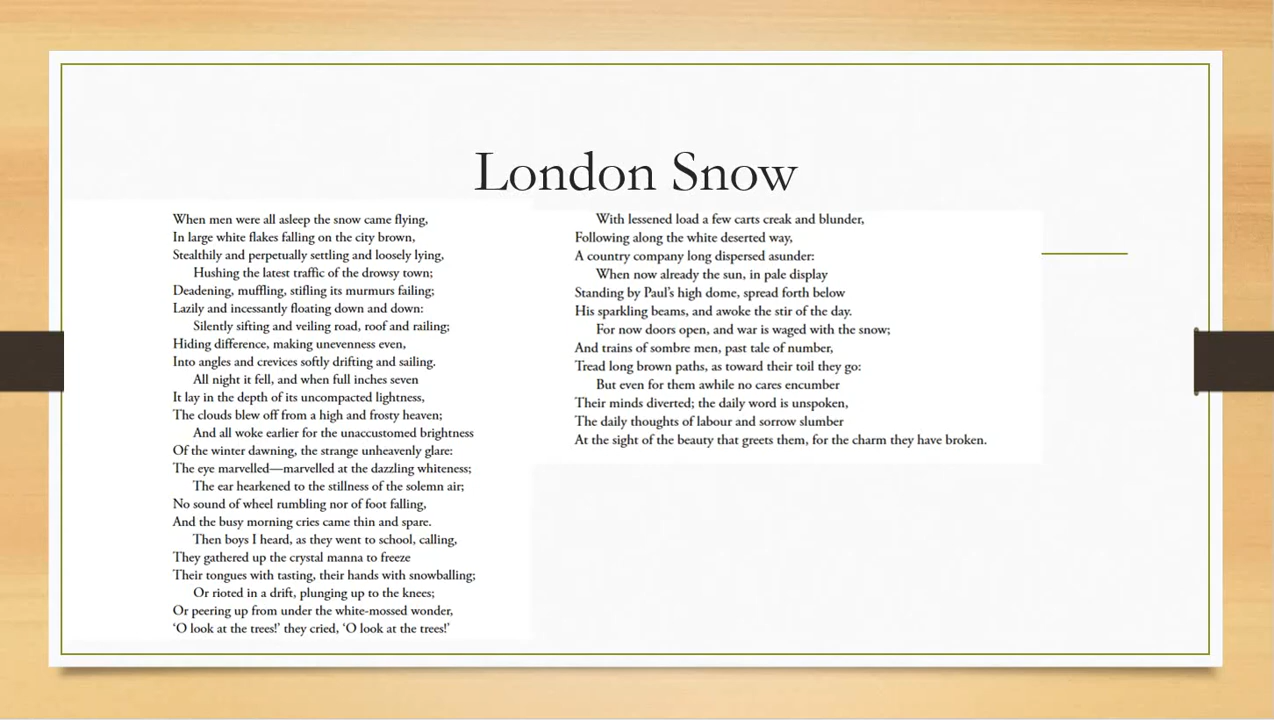 London Snow
When men were all asleep the snow came flying,
In large white flakes falling on the city brown,
Stealthily and perpetually settling and loosely lying,
Hushing the latest traffic of the drowsy town;
Deadening, muffling, stifling its murmurs failing;
Lazily and incessantly floating down and down:
Silently sifting and veiling road, roof and railing;
Hiding difference, making unevenness even,
Into angles and crevices softly drifting and sailing.
All night it fell, and when full inches seven
It lay in the depth of its uncompacted lightness,
The clouds blew off from a high and frosty heaven;
And all woke earlier for the unaccustomed brightness
Of the winter dawning, the strange unheavenly glare:
The eye marvelled—marvelled at the dazzling whiteness;
The ear hearkened to the stillness of the solemn air;
No sound of wheel rumbling nor of foot falling,
And the busy morning cries came thin and spare.
Then boys I heard, as they went to school, calling,
They gathered up the crystal manna to freeze
Their tongues with tasting, their hands with snowballing;
Or rioted in a drift, plunging up to the knees;
Or peering up from under the white-mossed wonder,
‘O look at the trees!’ they cried, ‘O look at the trees!’
With lessened load a few carts creak and blunder,
Following along the white deserted way,
A country company long dispersed asunder:
When now already the sun, in pale display
Standing by Paul’s high dome, spread forth below
His sparkling beams, and awoke the stir of the day.
For now doors open, and war is waged with the snow;
And trains of sombre men, past tale of number,
Tread long brown paths, as toward their toil they go:
But even for them awhile no cares encumber
Their minds diverted; the daily word is unspoken,
The daily thoughts of labour and sorrow slumber
At the sight of the beauty that greets them, for the charm they have broken.